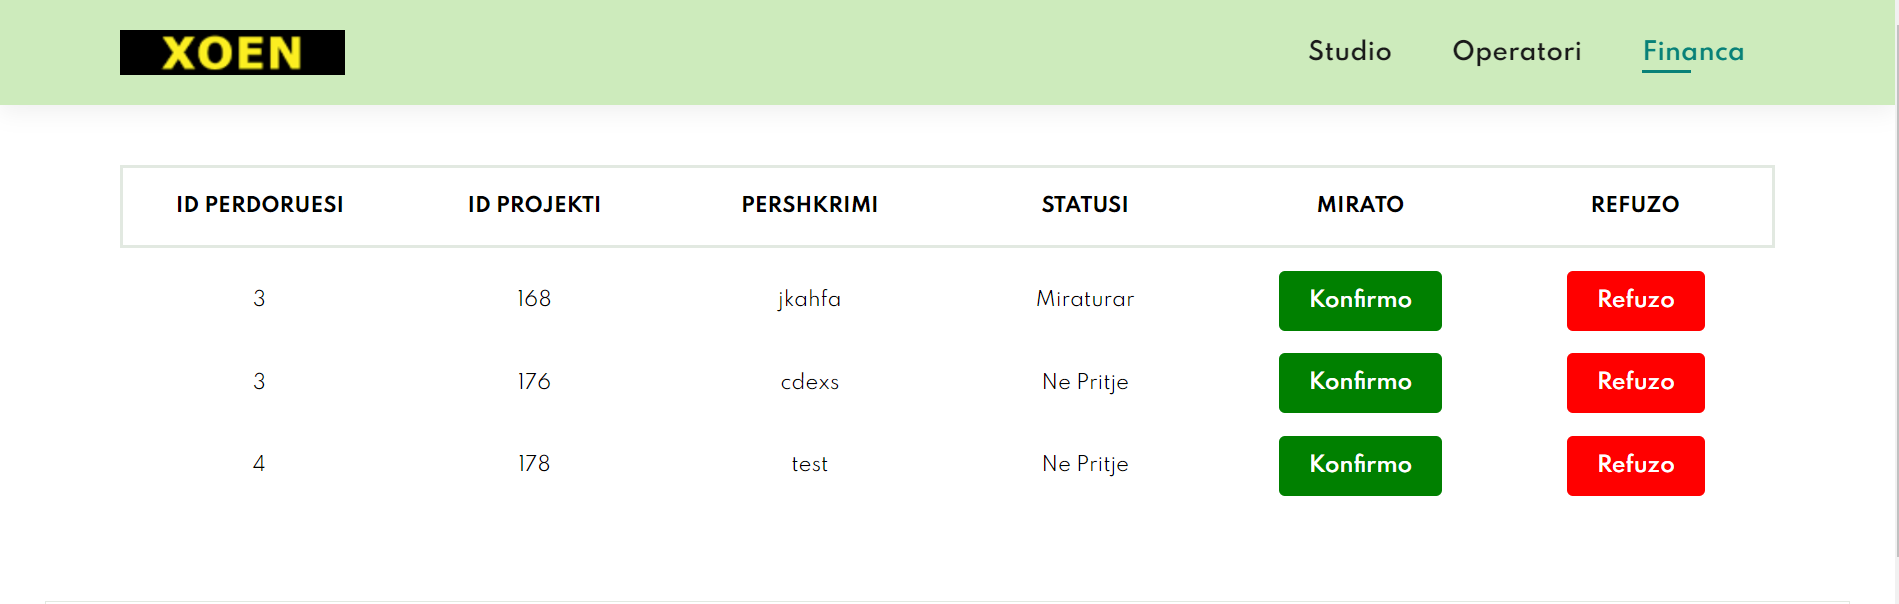 XOEN
Studio Operatori Financa
ID PERDORUESI ID PROJEKTI PERSHKRIMI STATUSI MIRATO REFUZO
3 168 jkahfa Miraturar Konfirmo Refuzo
3 176 cdexs Ne Pritje Konfirmo Refuzo
4 178 test Ne Pritje Konfirmo Refuzo